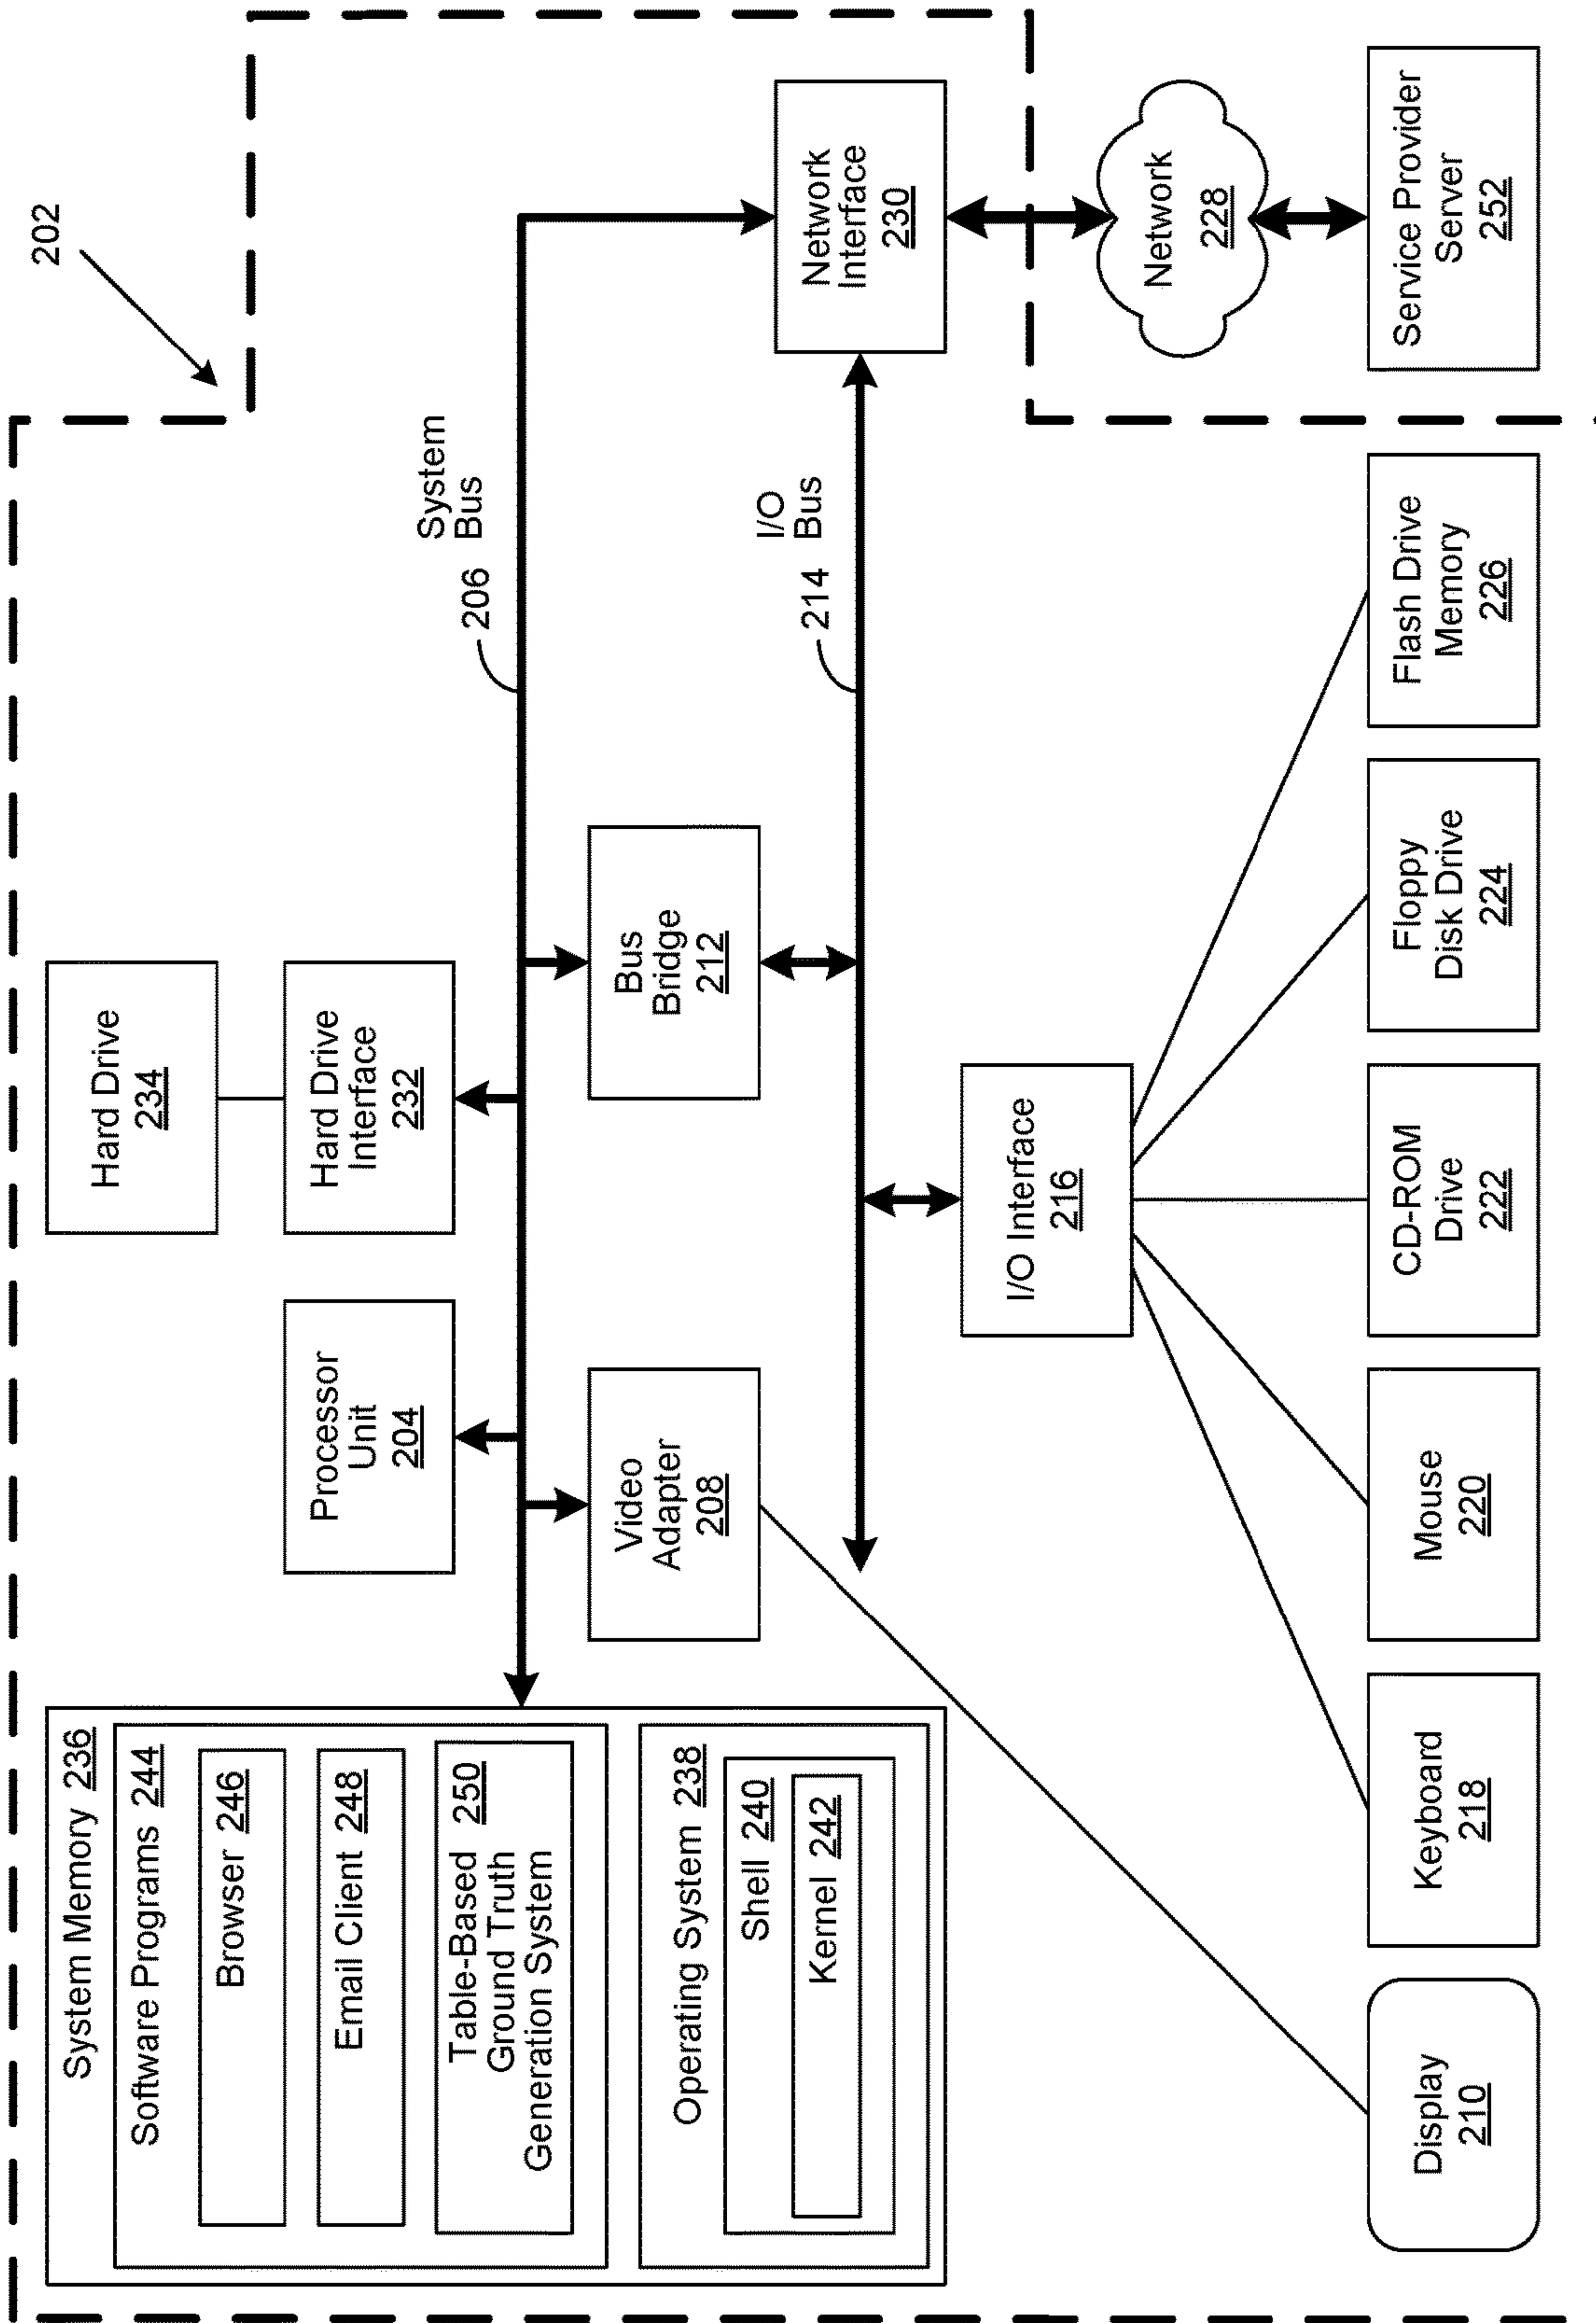 202
System Memory 236
Software Programs 244
Browser 246
Email Client 248
Table-Based 250
Ground Truth
Generation System
Operating System 238
Shell 240
Kernel 242
Processor
Unit
204
Hard Drive
234
Hard Drive
Interface
232
System
206 Bus
Video
Adapter
208
Bus
Bridge
212
I/O
214 Bus
Network
Interface
230
I/O Interface
216
Network
228
Display
210
Keyboard
218
Mouse
220
CD-ROM
Drive
222
Floppy
Disk Drive
224
Flash Drive
Memory
226
Service Provider
Server
252